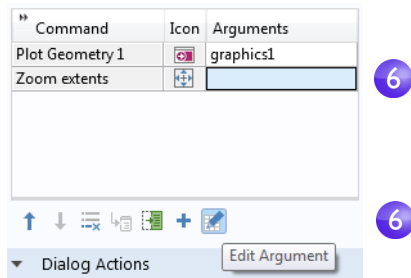 Command Icon Arguments
Plot Geometry 1 graphics1
Zoom extents
6
6
Edit Argument
Dialog Actions